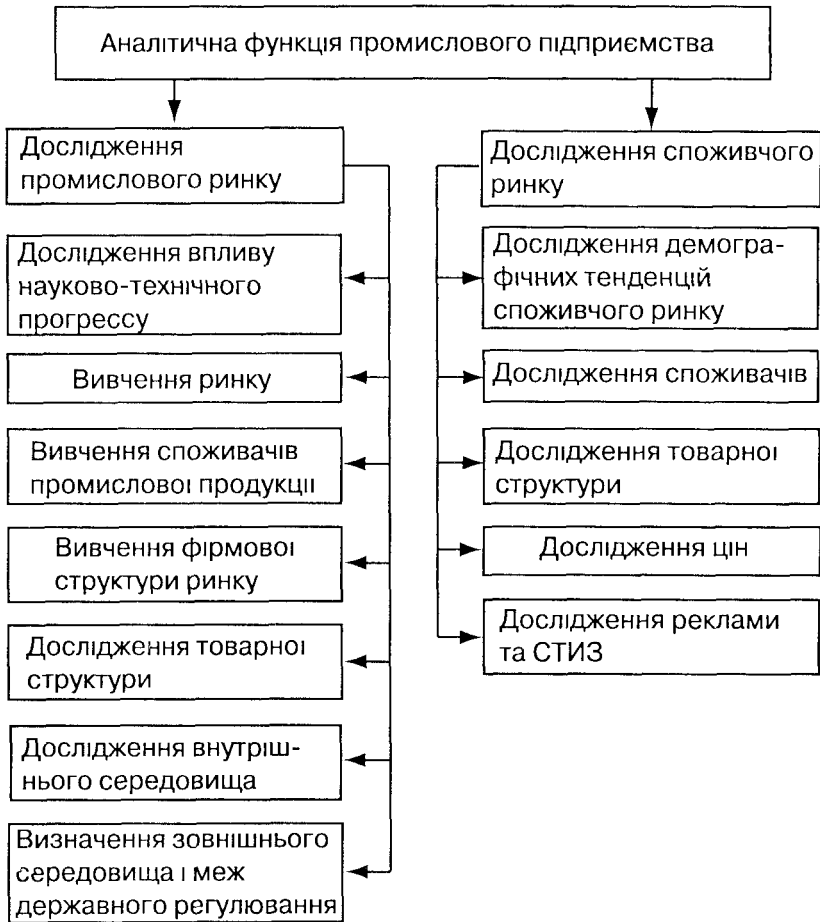 Аналітична функція промислового підприємства
Дослідження
промислового ринку
Дослідження впливу
науково-технічного
прогрессу
Вивчення ринку
Вивчення споживачів
промислової продукції
Вивчення фірмової
структури ринку
Дослідження товарної
структури
Дослідження внутріш-
нього середовища
Визначення зовнішнього
середовища і меж
державного регулювання
Дослідження споживчого
ринку
Дослідження демогра-
фічних тенденцій
споживчого ринку
Дослідження споживачів
Дослідження товарної
структури
Дослідження цін
Дослідження реклами
та СТИЗ